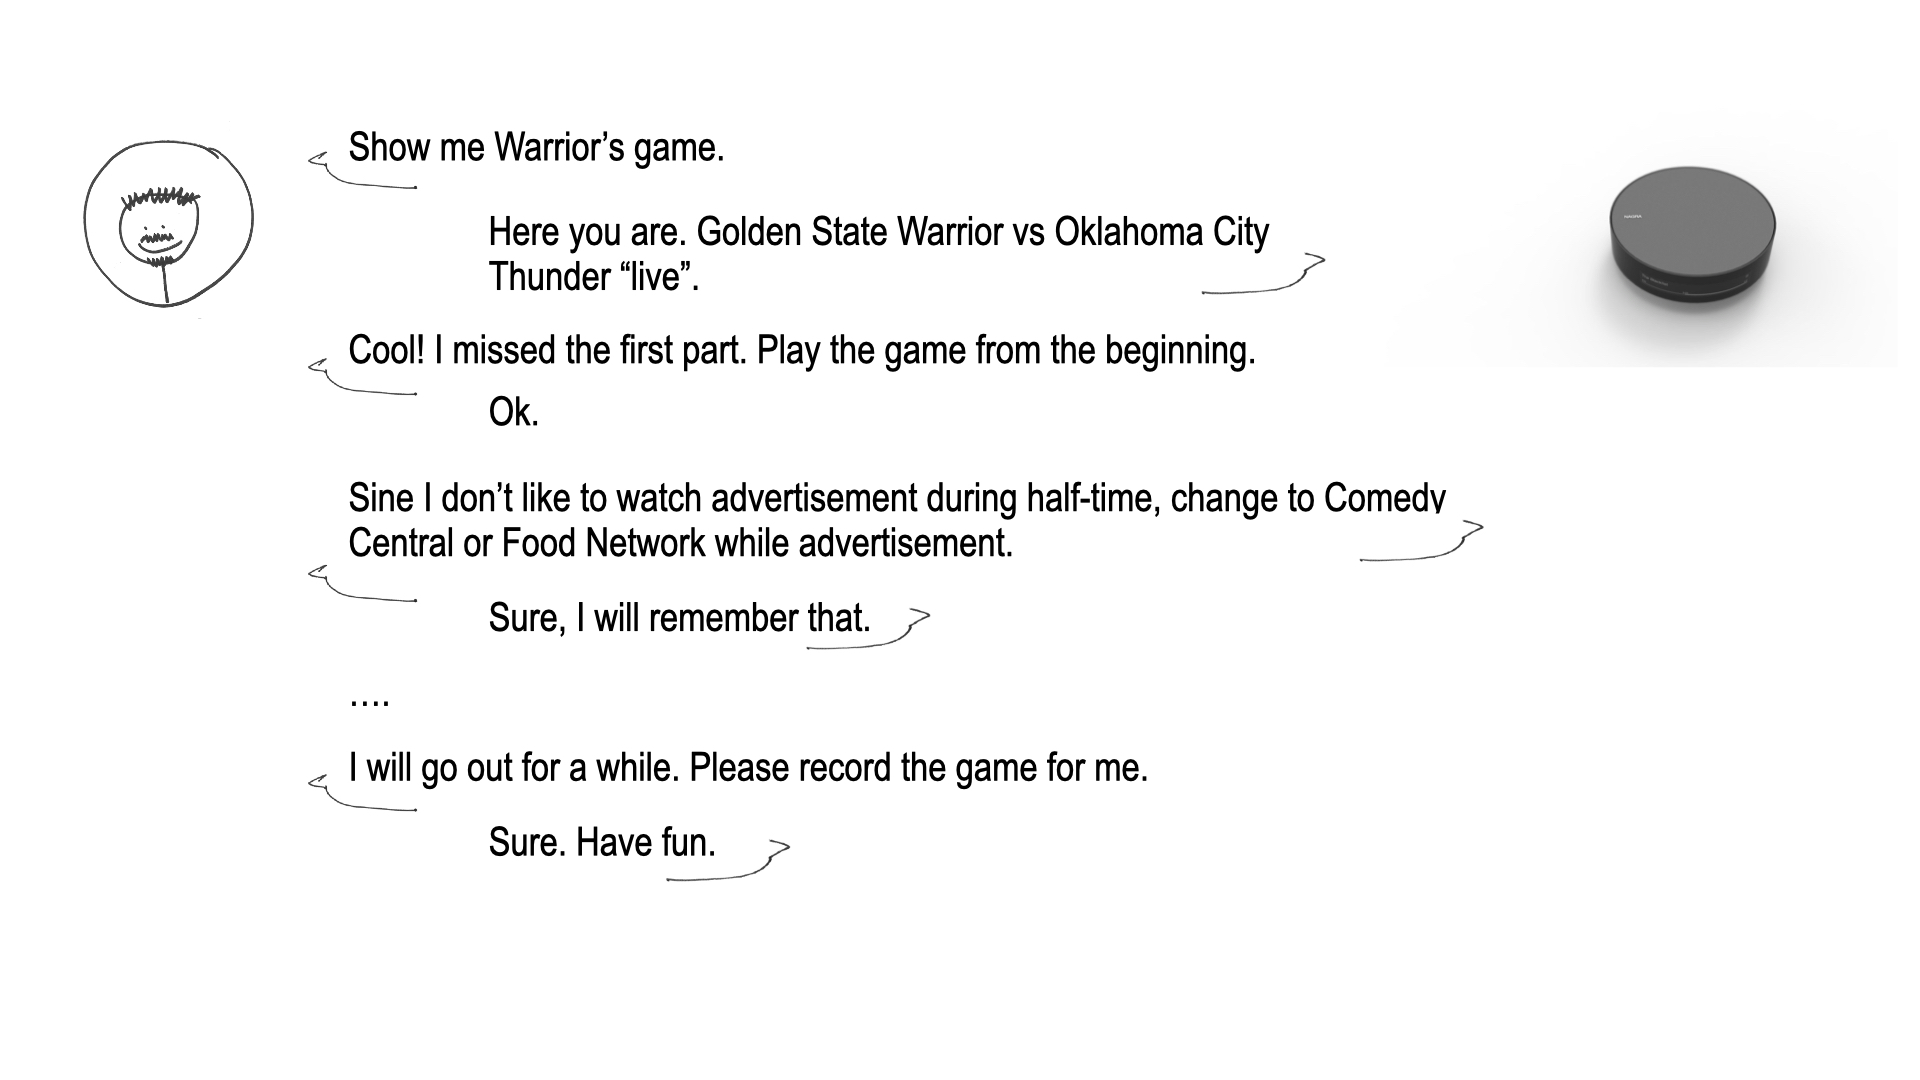 Show me Warrior’s game.
Here you are. Golden State Warrior vs Oklahoma City
Thunder “live”.
Cool! I missed the first part. Play the game from the beginning.
Ok.
Sine I don’t like to watch advertisement during half-time, change to Comedy
Central or Food Network while advertisement.
Sure, I will remember that.
....
I will go out for a while. Please record the game for me.
Sure. Have fun.